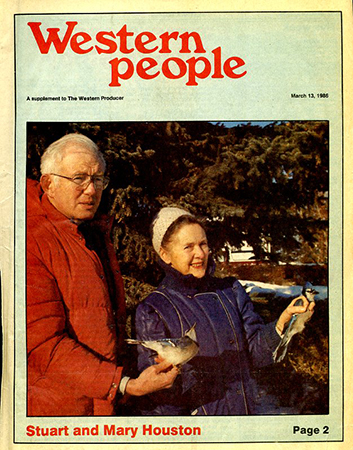 Western
people
A supplement to The Western Producer March 13, 1986
Stuart and Mary Houston Page 2